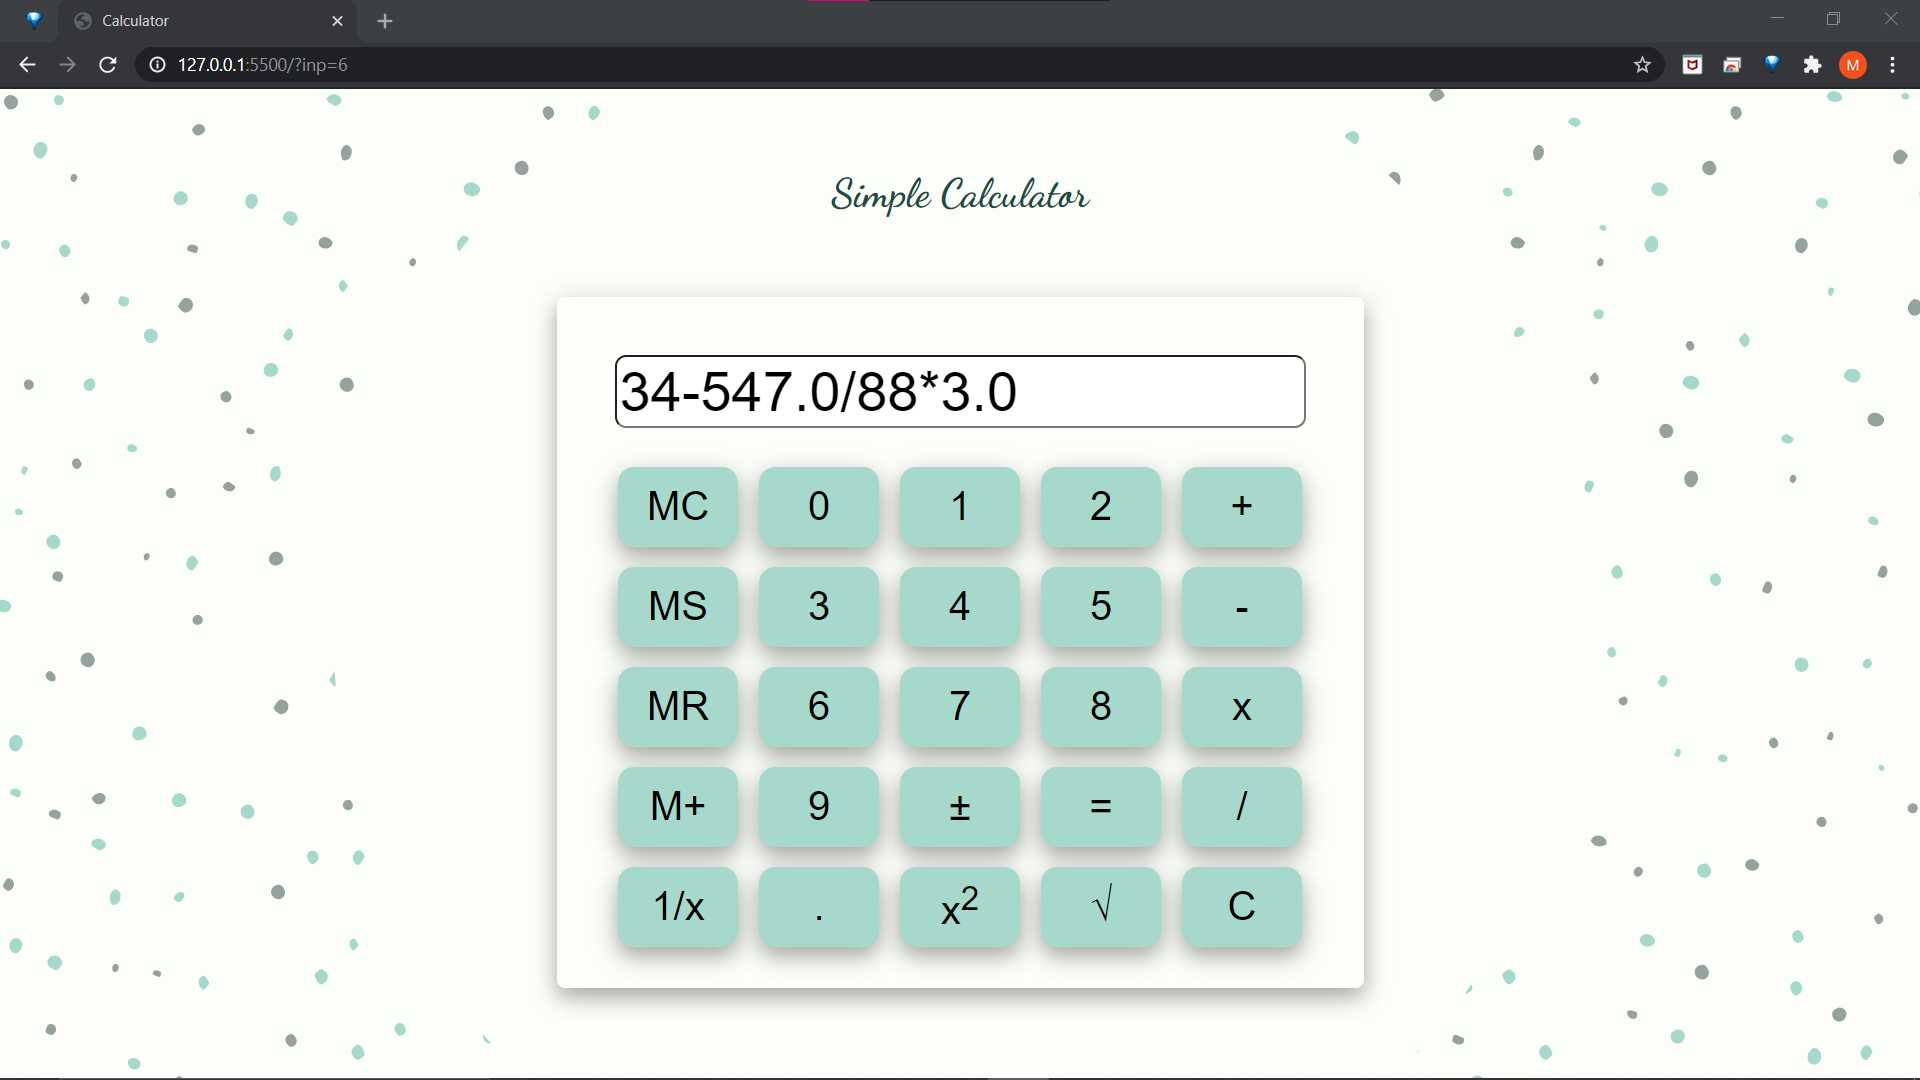 Calculator
127.0.0.1:5500/?inp=6
M
Simple Calculator
34-547.0/88*3.0
MC 0 1 2 +
MS 3 4 5 -
MR 6 7 8 x
M+ 9 ± = /
1/x . x² √ C